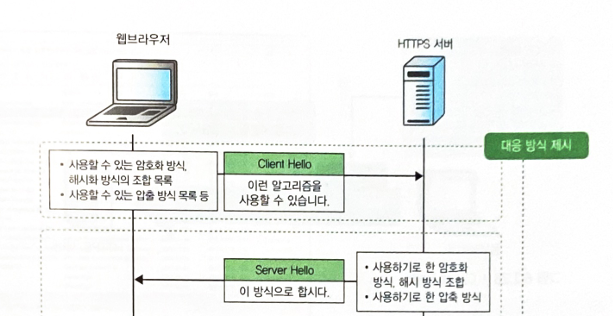 웹브라우저
HTTPS 서버
대응 방식 제시
• 사용할 수 있는 암호화 방식,
해시화 방식의 조합 목록
• 사용할 수 있는 압출 방식 목록 등
Client Hello
이런 알고리즘을
사용할 수 있습니다.
Server Hello
이 방식으로 합시다.
• 사용하기로 한 암호화
방식, 해시 방식 조합
• 사용하기로 한 압축 방식